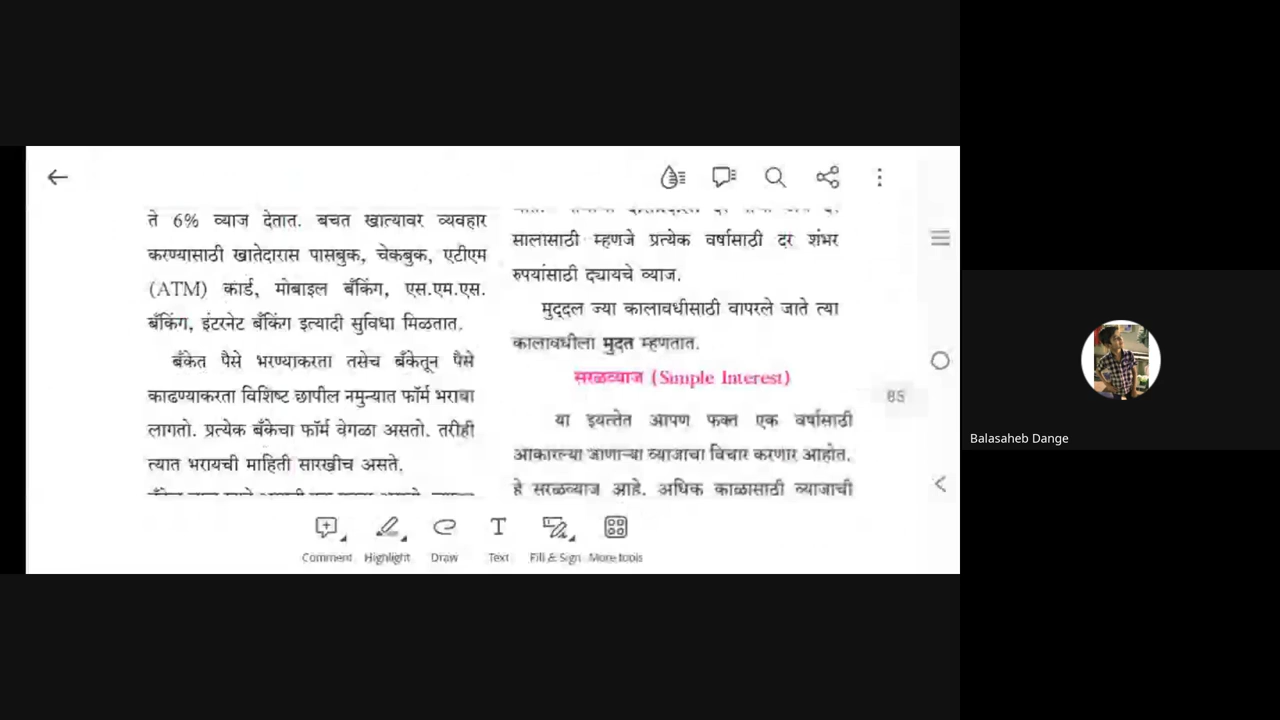 ते 6% व्याज देतात. बचत खात्यावर व्यवहार
करण्यासाठी खातेदारास पासबुक, चेकबुक, एटीएम
(ATM) कार्ड, मोबाइल बँकिंग, एस.एम.एस.
बँकिंग, इंटरनेट बँकिंग इत्यादी सुविधा मिळतात.
बँकेत पैसे भरण्याकरता तसेच बँकेतून पैसे
काढण्याकरता विशिष्ट छापील नमुन्यात फॉर्म भरावा
लागतो. प्रत्येक बँकेचा फॉर्म वेगळा असतो. तरीही
त्यात भरायची माहिती सारखीच असते.
सालासाठी म्हणजे प्रत्येक वर्षासाठी दर शंभर
रुपयांसाठी द्यायचे व्याज.
मुद्दल ज्या कालावधीसाठी वापरले जाते त्या
कालावधीला मुदत म्हणतात.
सरळव्याज (Simple Interest)
या इयत्तेत आपण फक्त एक वर्षासाठी
आकारल्या जाणाऱ्या व्याजाचा विचार करणार आहोत.
हे सरळव्याज आहे. अधिक काळासाठी व्याजाची
85
Comment Highlight Draw Text Fill & Sign More tools
Balasaheb Dange